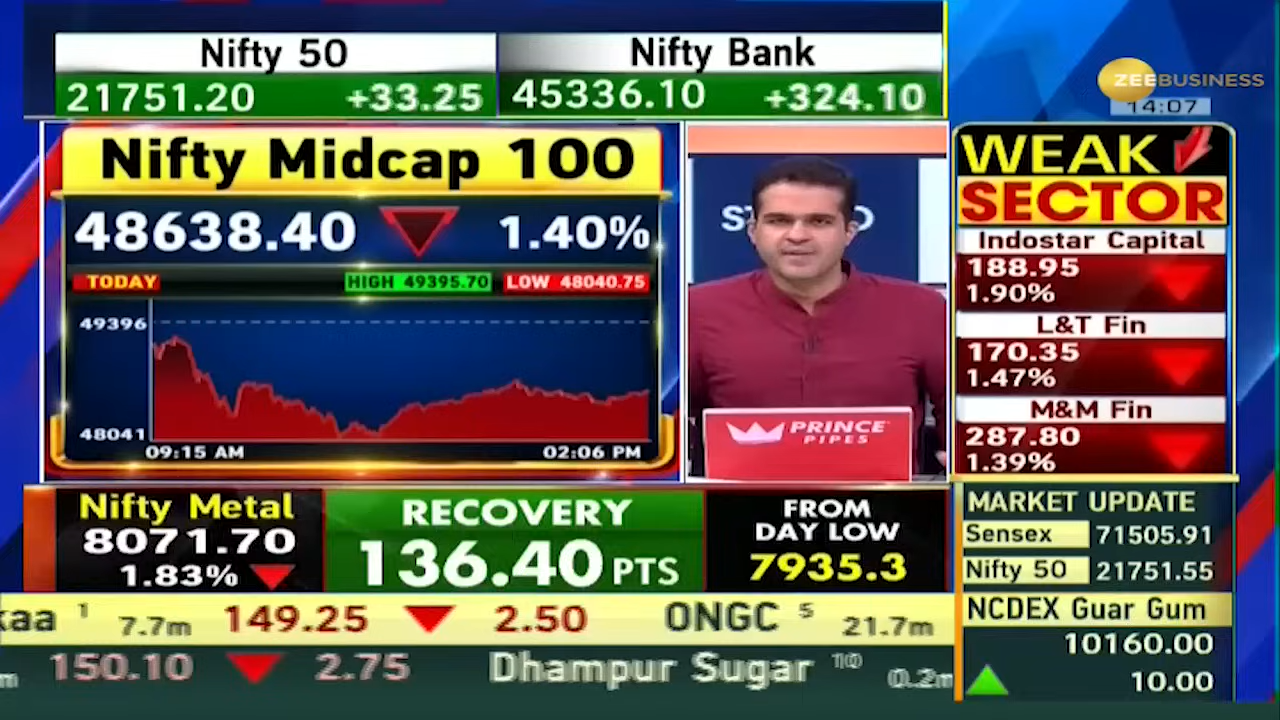 Nifty 50
21751.20 +33.25
Nifty Bank
45336.10 +324.10
ZEEBUSINESS
14:07
Nifty Midcap 100
48638.40 1.40%
TODAY HIGH 49395.70 LOW 48040.75
49396
48041
09:15 AM 02:06 PM
PRINCE
PIPES
WEAK
SECTOR
Indostar Capital
188.95
1.90%
L&T Fin
170.35
1.47%
M&M Fin
287.80
1.39%
Nifty Metal
8071.70
1.83%
RECOVERY
136.40 PTS
FROM
DAY LOW
7935.3
MARKET UPDATE
Sensex 71505.91
Nifty 50 21751.55
NCDEX Guar Gum
10160.00
10.00
kaa 1 7.7m 149.25 2.50 ONGC 5 21.7m
m 150.10 2.75 Dhampur Sugar 10 0.2m